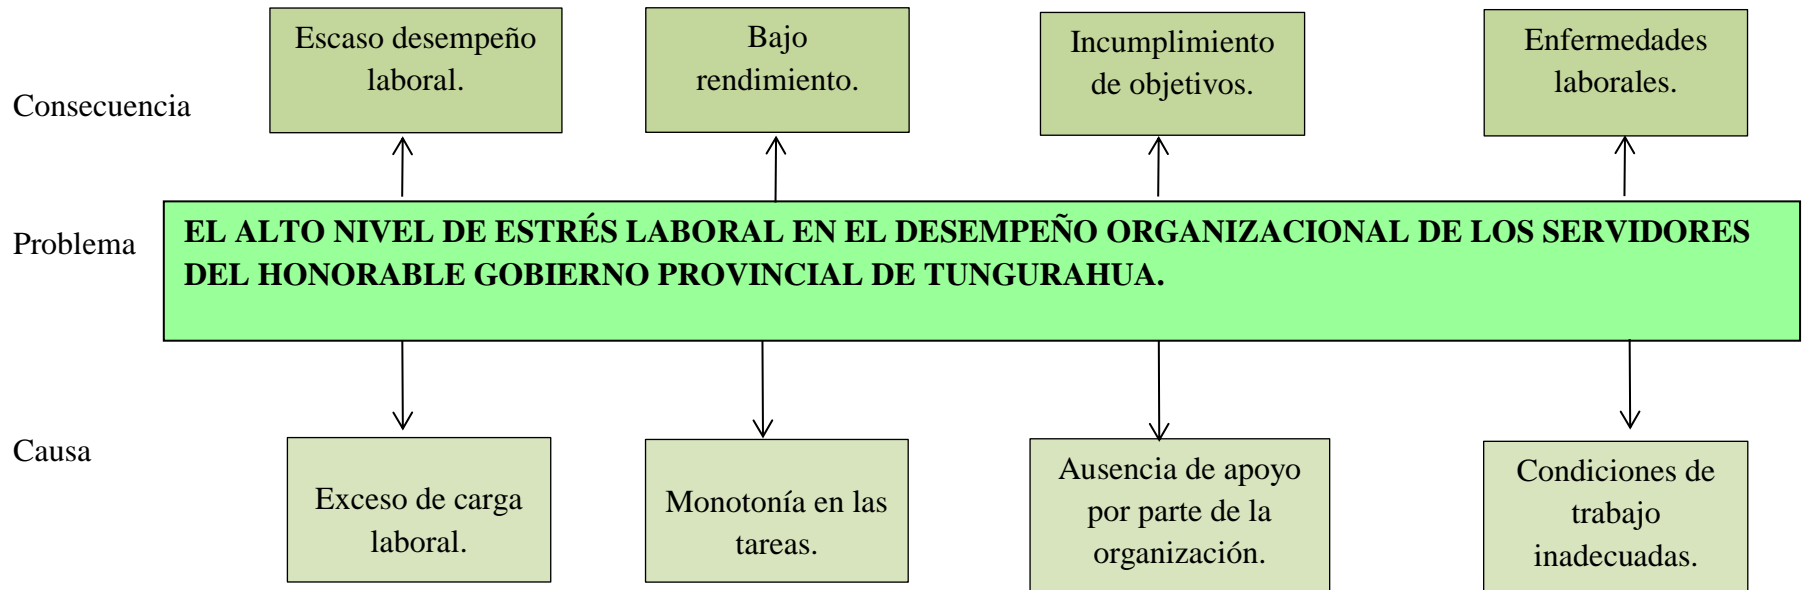 Escaso desempeño
laboral.
Bajo
rendimiento.
Incumplimiento
de objetivos.
Enfermedades
laborales.
Consecuencia
Problema
EL ALTO NIVEL DE ESTRÉS LABORAL EN EL DESEMPEÑO ORGANIZACIONAL DE LOS SERVIDORES
DEL HONORABLE GOBIERNO PROVINCIAL DE TUNGURAHUA.
Causa
Exceso de carga
laboral.
Monotonía en las
tareas.
Ausencia de apoyo
por parte de la
organización.
Condiciones de
trabajo
inadecuadas.